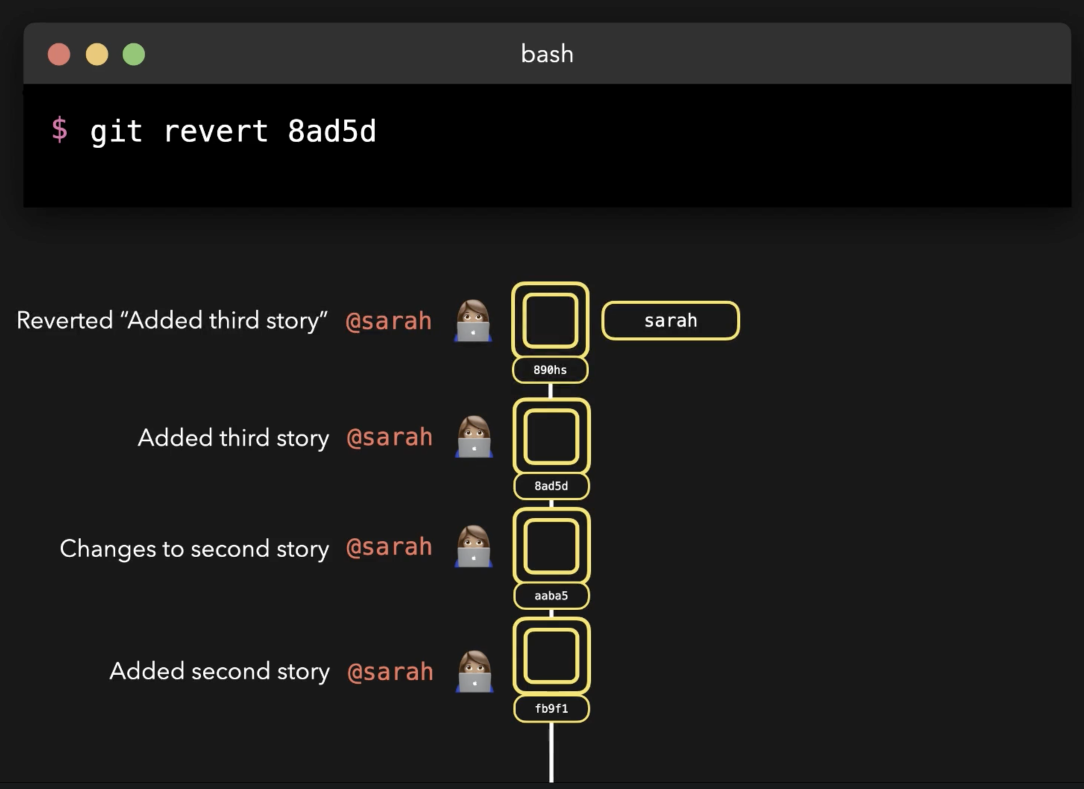 bash
$ git revert 8ad5d
Reverted “Added third story” @sarah sarah
890hs
Added third story @sarah
8ad5d
Changes to second story @sarah
aaba5
Added second story @sarah
fb9f1